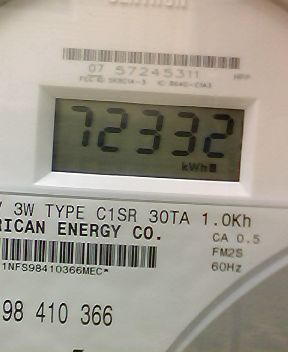 07 57245311
72332
kWh
V 3W TYPE C1SR 30TA 1.0Kh
RICAN ENERGY CO.
CA 0.5
FM2S
60Hz
1NFS98410366MEC*
98 410 366